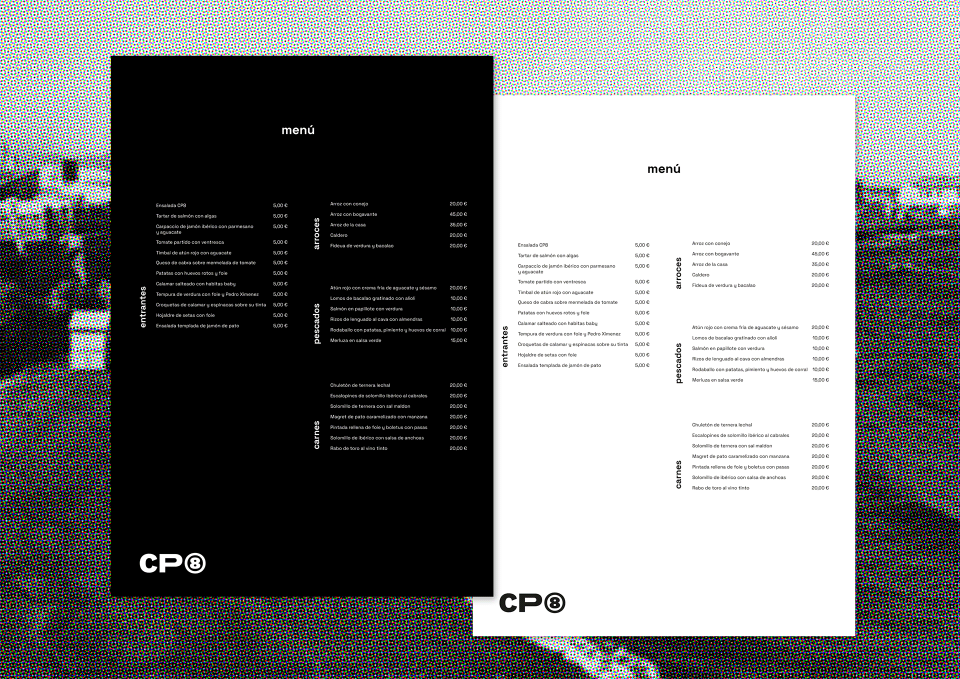 menú
entrantes
Ensalada CP8 5,00 €
Tartar de salmón con algas 5,00 €
Carpaccio de jamón ibérico con parmesano 5,00 €
y aguacate
Tomate partido con ventresca 5,00 €
Timbal de atún rojo con aguacate 5,00 €
Queso de cabra sobre mermelada de tomate 5,00 €
Patatas con huevos rotos y foie 5,00 €
Calamar salteado con habitas baby 5,00 €
Tempura de verdura con foie y Pedro Ximenes 5,00 €
Croquetas de calamar y espinacas sobre su tinta 5,00 €
Hojaldre de setas con foie 5,00 €
Ensalada templada de jamón de pato 5,00 €
arroces
Arroz con conejo 20,00 €
Arroz con bogavante 45,00 €
Arroz de la casa 35,00 €
Caldero 20,00 €
Fideua de verdura y bacalao 20,00 €
pescados
Atún rojo con crema fría de aguacate y sésamo 20,00 €
Lomos de bacalao gratinado con alioli 10,00 €
Salmón en papillote con verdura 10,00 €
Rizos de lenguado al cava con almendras 10,00 €
Rodaballo con patatas, pimiento y huevos de corral 10,00 €
Merluza en salsa verde 15,00 €
carnes
Chuletón de ternera lechal 20,00 €
Escalopines de solomillo ibérico al cabrales 20,00 €
Solomillo de ternera con sal maldon 20,00 €
Magret de pato caramelizado con manzana 20,00 €
Pintada rellena de foie y boletus con pasas 20,00 €
Solomillo de ibérico con salsa de anchoas 20,00 €
Rabo de toro al vino tinto 20,00 €
CP8
menú
entrantes
Ensalada CP8 5,00 €
Tartar de salmón con algas 5,00 €
Carpaccio de jamón ibérico con parmesano 5,00 €
y aguacate
Tomate partido con ventresca 5,00 €
Timbal de atún rojo con aguacate 5,00 €
Queso de cabra sobre mermelada de tomate 5,00 €
Patatas con huevos rotos y foie 5,00 €
Calamar salteado con habitas baby 5,00 €
Tempura de verdura con foie y Pedro Ximenes 5,00 €
Croquetas de calamar y espinacas sobre su tinta 5,00 €
Hojaldre de setas con foie 5,00 €
Ensalada templada de jamón de pato 5,00 €
arroces
Arroz con conejo 20,00 €
Arroz con bogavante 45,00 €
Arroz de la casa 35,00 €
Caldero 20,00 €
Fideua de verdura y bacalao 20,00 €
pescados
Atún rojo con crema fría de aguacate y sésamo 20,00 €
Lomos de bacalao gratinado con alioli 10,00 €
Salmón en papillote con verdura 10,00 €
Rizos de lenguado al cava con almendras 10,00 €
Rodaballo con patatas, pimiento y huevos de corral 10,00 €
Merluza en salsa verde 15,00 €
carnes
Chuletón de ternera lechal 20,00 €
Escalopines de solomillo ibérico al cabrales 20,00 €
Solomillo de ternera con sal maldon 20,00 €
Magret de pato caramelizado con manzana 20,00 €
Pintada rellena de foie y boletus con pasas 20,00 €
Solomillo de ibérico con salsa de anchoas 20,00 €
Rabo de toro al vino tinto 20,00 €
CP8